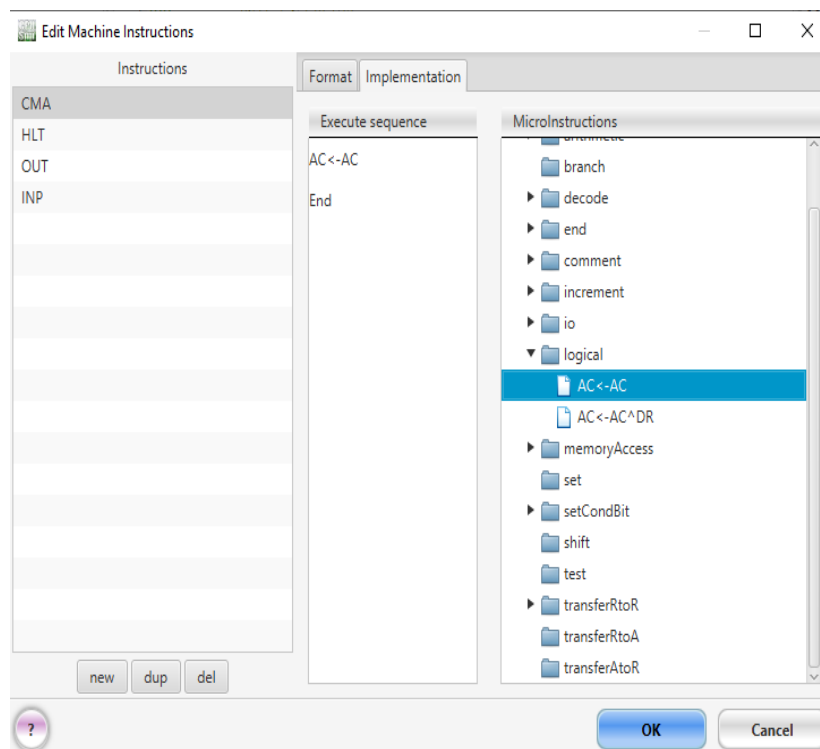 Edit Machine Instructions
Instructions
CMA
HLT
OUT
INP
new dup del
Format Implementation
Execute sequence
AC<-AC
End
MicroInstructions
arithmetic
branch
decode
end
comment
increment
io
logical
AC<-AC
AC<-AC^DR
memoryAccess
set
setCondBit
shift
test
transferRtoR
transferRtoA
transferAtoR
?
OK Cancel